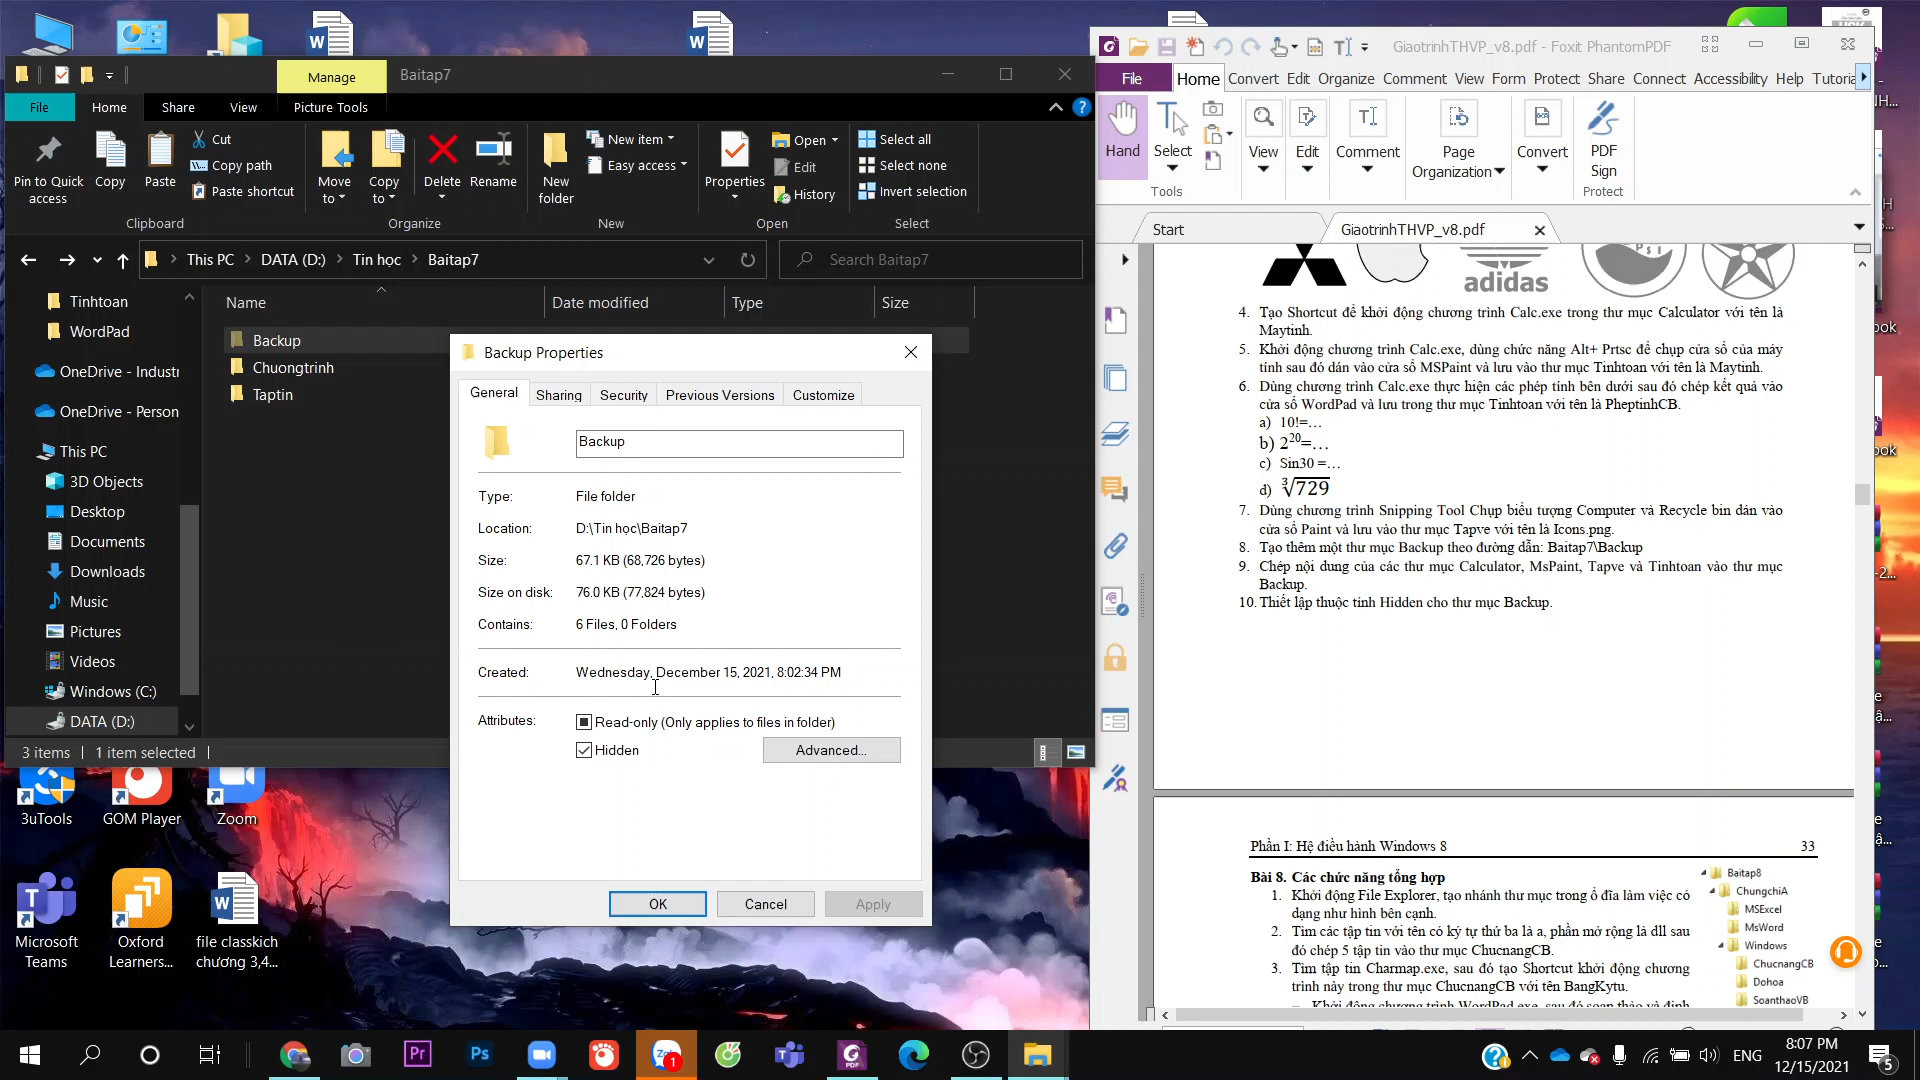 Manage
Baitap7
File
Home
Share
View
Picture Tools
Pin to Quick access
Copy
Paste
Cut
Copy path
Paste shortcut
Clipboard
Move to
Copy to
Delete
Rename
Organize
New folder
New item
Easy access
New
Properties
Open
Edit
History
Open
Select all
Select none
Invert selection
Select
This PC
DATA (D:)
Tin học
Baitap7
Search Baitap7
Name
Date modified
Type
Size
Tinhtoan
WordPad
OneDrive - Industr
OneDrive - Person
This PC
3D Objects
Desktop
Documents
Downloads
Music
Pictures
Videos
Windows (C:)
DATA (D:)
Backup
Chuongtrinh
Taptin
3 items
1 item selected
Backup Properties
General
Sharing
Security
Previous Versions
Customize
Backup
Type:
File folder
Location:
D:\Tin học\Baitap7
Size:
67.1 KB (68,726 bytes)
Size on disk:
76.0 KB (77,824 bytes)
Contains:
6 Files, 0 Folders
Created:
Wednesday, December 15, 2021, 8:02:34 PM
Attributes:
Read-only (Only applies to files in folder)
Hidden
Advanced...
OK
Cancel
Apply
3uTools
GOM Player
Zoom
Microsoft Teams
Oxford Learners...
file classkich chương 3,4...
GiaotrinhTHVP_v8.pdf - Foxit PhantomPDF
File
Home
Convert
Edit
Organize
Comment
View
Form
Protect
Share
Connect
Accessibility
Help
Tutoria
Hand
Select
Tools
View
Edit
Comment
Page Organization
Convert
PDF Sign
Protect
Start
GiaotrinhTHVP_v8.pdf
adidas
4. Tạo Shortcut để khởi động chương trình Calc.exe trong thư mục Calculator với tên là
Maytinh.
5. Khởi động chương trình Calc.exe, dùng chức năng Alt+ Prtsc để chụp cửa sổ của máy
tính sau đó dán vào cửa sổ MSPaint và lưu vào thư mục Tinhtoan với tên là Maytinh.
6. Dùng chương trình Calc.exe thực hiện các phép tính bên dưới sau đó chép kết quả vào
cửa sổ WordPad và lưu trong thư mục Tinhtoan với tên là PheptinhCB.
a) 10!=…
b) 2²⁰=…
c) Sin30 =…
d) ∛729
7. Dùng chương trình Snipping Tool Chụp biểu tượng Computer và Recycle bin dán vào
cửa sổ Paint và lưu vào thư mục Tapve với tên là Icons.png.
8. Tạo thêm một thư mục Backup theo đường dẫn: Baitap7\Backup
9. Chép nội dung của các thư mục Calculator, MsPaint, Tapve và Tinhtoan vào thư mục
Backup.
10. Thiết lập thuộc tính Hidden cho thư mục Backup.
Phần I: Hệ điều hành Windows 8
33
Bài 8. Các chức năng tổng hợp
1. Khởi động File Explorer, tạo nhánh thư mục trong ổ đĩa làm việc có
dạng như hình bên cạnh.
2. Tìm các tập tin với tên có ký tự thứ ba là a, phần mở rộng là dll sau
đó chép 5 tập tin vào thư mục ChucnangCB.
3. Tìm tập tin Charmap.exe, sau đó tạo Shortcut khởi động chương
trình này trong thư mục ChucnangCB với tên BangKytu.
– Khởi động chương trình WordPad.exe, sau đó soạn thảo và định
Baitap8
ChungchiA
MSExcel
MsWord
Windows
ChucnangCB
Dohoa
SoanthaoVB
ENG
8:07 PM
12/15/2021
5